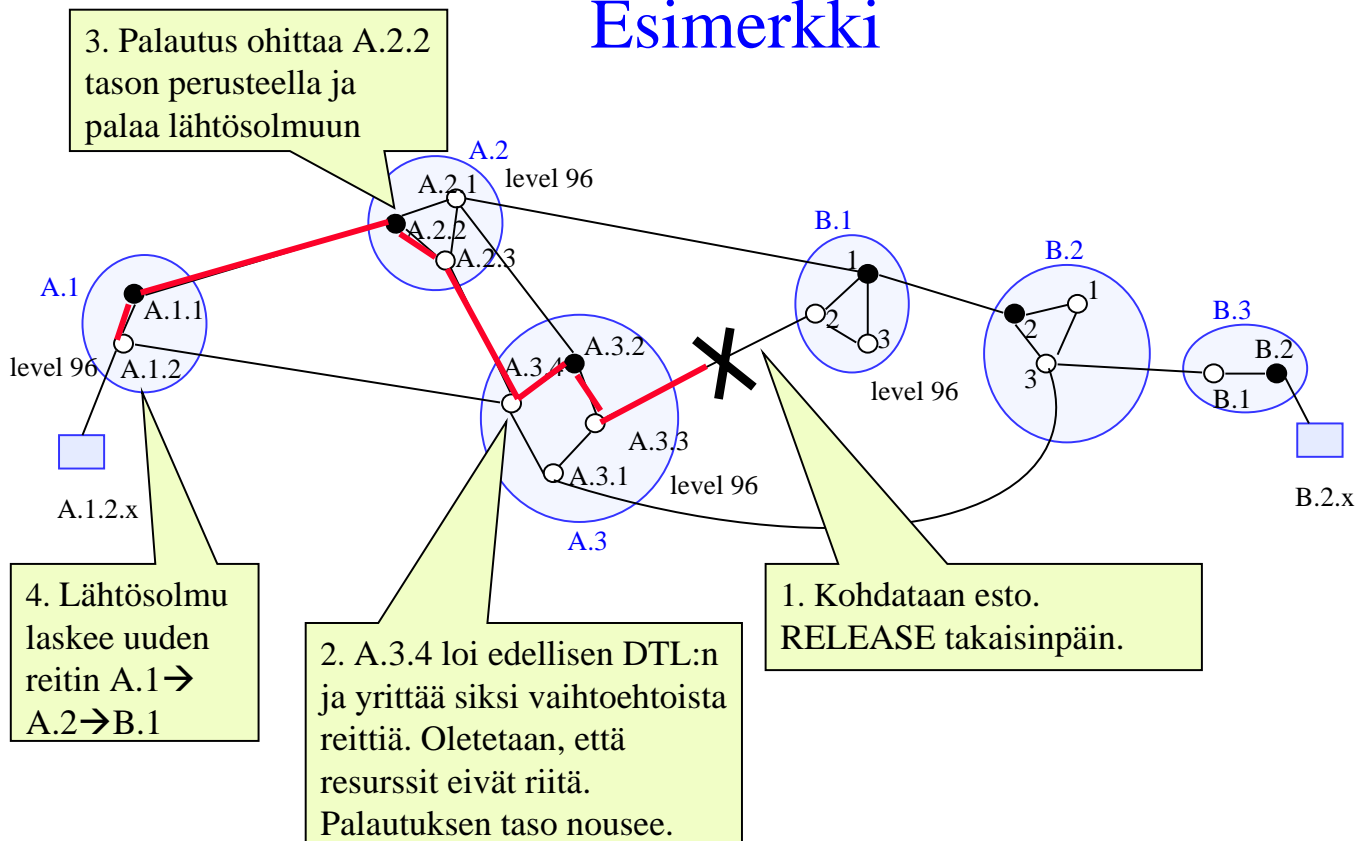 Esimerkki
3. Palautus ohittaa A.2.2
tason perusteella ja
palaa lähtösolmuun
A.2
level 96
A.2.1
A.2.2
A.2.3
B.1
1
2
3
level 96
B.2
1
2
3
B.3
B.2
B.1
A.1
A.1.1
level 96
A.1.2
A.3.2
A.3.4
A.3.3
A.3.1
level 96
A.3
A.1.2.x
B.2.x
4. Lähtösolmu
laskee uuden
reitin A.1→
A.2→B.1
2. A.3.4 loi edellisen DTL:n
ja yrittää siksi vaihtoehtoista
reittiä. Oletetaan, että
resurssit eivät riitä.
Palautuksen taso nousee.
1. Kohdataan esto.
RELEASE takaisinpäin.